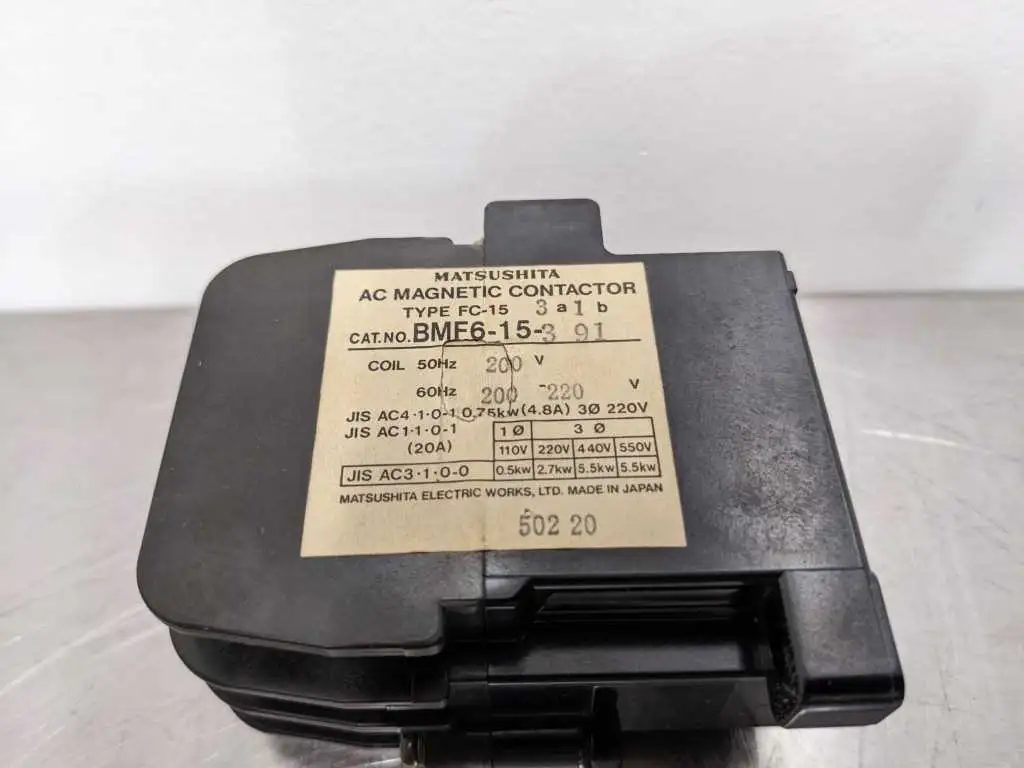 MATSUSHITA
AC MAGNETIC CONTACTOR
TYPE FC-15 3a1b
CAT.NO. BMF6-15-3 91
COIL 50Hz 200 V
60Hz 200 -220 V
JIS AC4·1·0-1 0.75kw (4.8A) 3Ø 220V
JIS AC1·1·0-1 1Ø 3Ø
(20A) 110V 220V 440V 550V
JIS AC3·1·0-0 0.5kw 2.7kw 5.5kw 5.5kw
MATSUSHITA ELECTRIC WORKS, LTD. MADE IN JAPAN
502 20